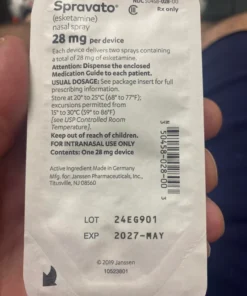 Spravato®
(esketamine)
nasal spray
Rx only
28 mg per device
Each device delivers two sprays containing
a total of 28 mg of esketamine.
Attention: Dispense the enclosed
Medication Guide to each patient.
USUAL DOSAGE: See package insert for full
prescribing information.
Store at 20° to 25°C (68° to 77°F);
excursions permitted from
15° to 30°C (59° to 86°F)
[see USP Controlled Room
Temperature].
Keep out of reach of children.
FOR INTRANASAL USE ONLY
Contents: One 28 mg device
Active Ingredient Made in Germany
Mfg. for: Janssen Pharmaceuticals, Inc.,
Titusville, NJ 08560
3 50458-028-00 3
LOT 24EG901
EXP 2027-MAY
© 2019 Janssen